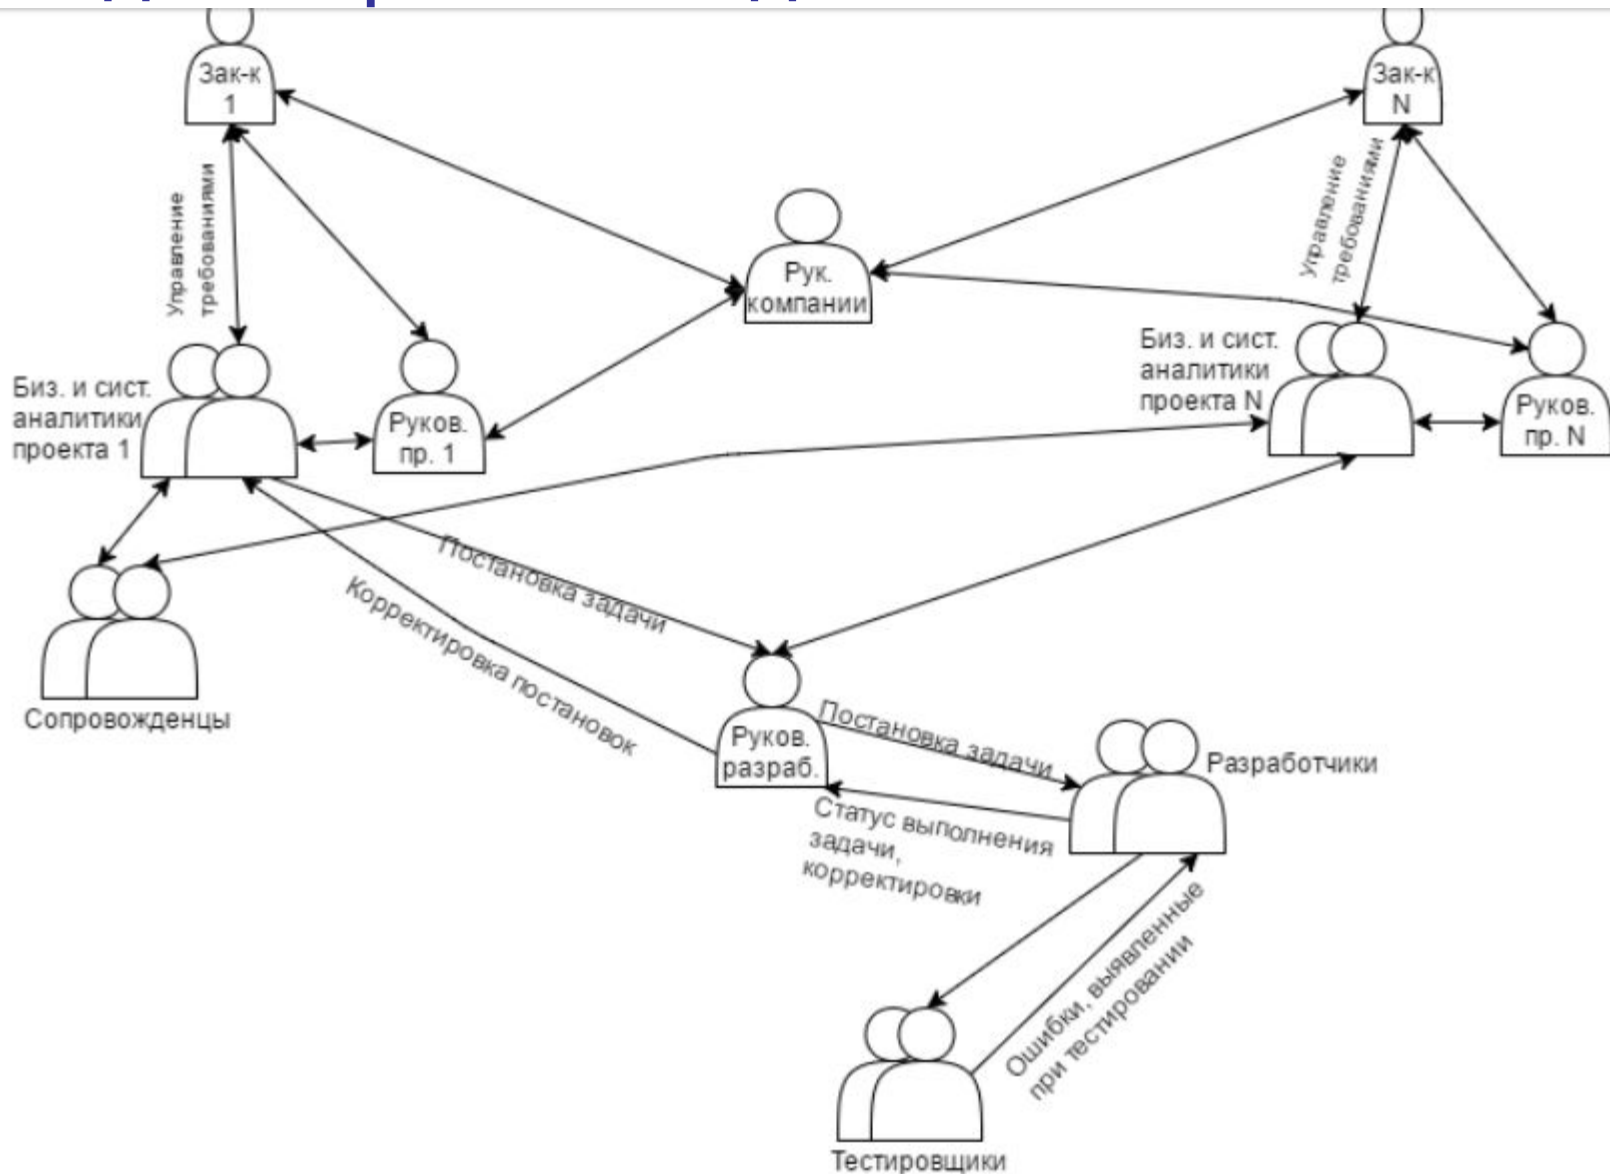 Зак-к
1
Зак-к
N
Управление
требованиями
Управление
требованиями
Рук.
компании
Биз. и сист.
аналитики
проекта 1
Руков.
пр. 1
Биз. и сист.
аналитики
проекта N
Руков.
пр. N
Постановка задачи
Корректировка постановок
Сопровожденцы
Руков.
разраб.
Постановка задачи
Разработчики
Статус выполнения
задачи,
корректировки
Ошибки, выявленные
при тестировании
Тестировщики